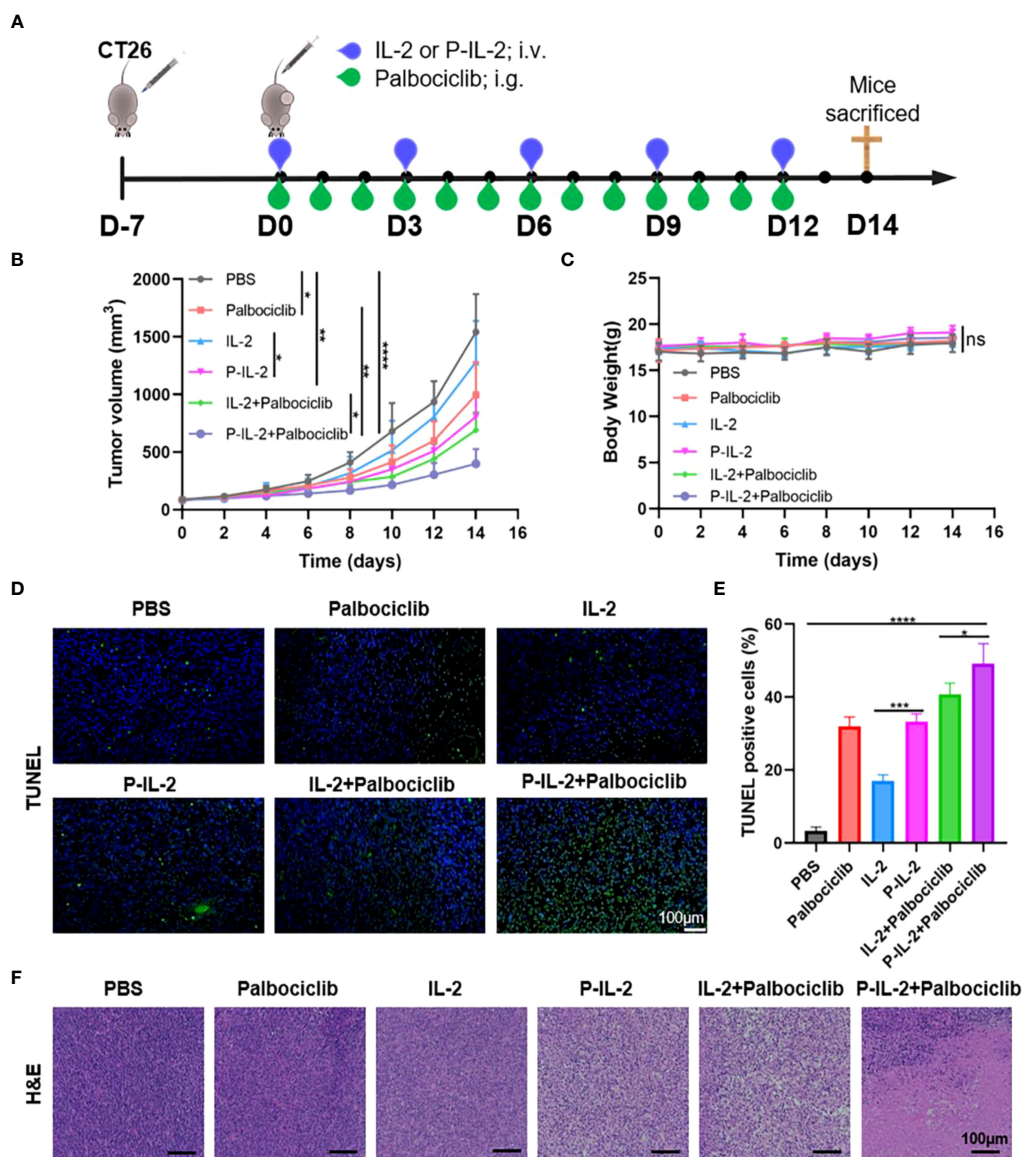 A
CT26
IL-2 or P-IL-2; i.v.
Palbociclib; i.g.
Mice
sacrificed
D-7 D0 D3 D6 D9 D12 D14
B
Tumor volume (mm3)
2000
1500
1000
500
0
PBS
Palbociclib
IL-2
P-IL-2
IL-2+Palbociclib
P-IL-2+Palbociclib
*
*
**
*
**
****
0 2 4 6 8 10 12 14 16
Time (days)
C
Body Weight(g)
25
20
15
10
5
0
ns
PBS
Palbociclib
IL-2
P-IL-2
IL-2+Palbociclib
P-IL-2+Palbociclib
0 2 4 6 8 10 12 14 16
Time (days)
D
TUNEL
PBS Palbociclib IL-2
P-IL-2 IL-2+Palbociclib P-IL-2+Palbociclib
100μm
E
TUNEL positive cells (%)
60
40
20
0
****
*
***
PBS
Palbociclib
IL-2
P-IL-2
IL-2+Palbociclib
P-IL-2+Palbociclib
F
H&E
PBS Palbociclib IL-2 P-IL-2 IL-2+Palbociclib P-IL-2+Palbociclib
100μm